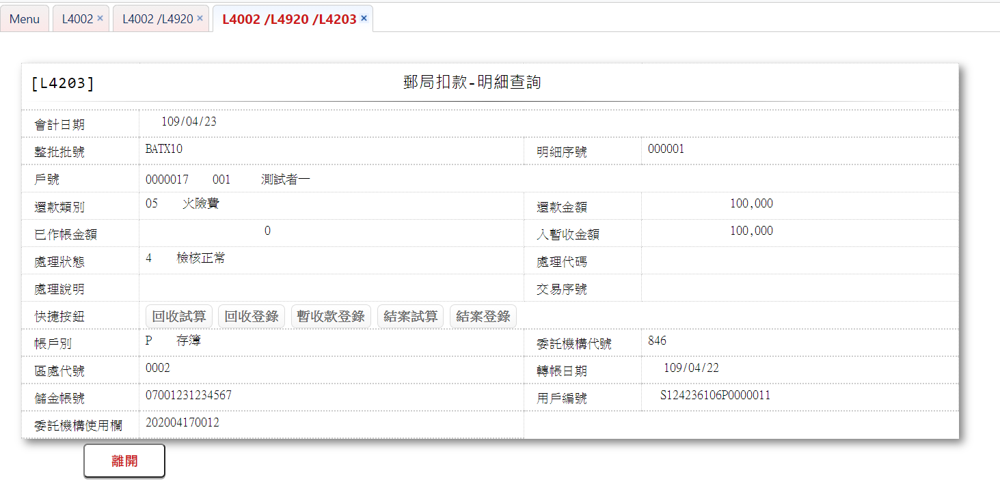 Menu L4002 × L4002 /L4920 × L4002 /L4920 /L4203 ×
[L4203] 郵局扣款-明細查詢
會計日期 109/04/23
整批批號 BATX10 明細序號 000001
戶號 0000017 001 測試者一
還款類別 05 火險費 還款金額 100,000
已作帳金額 0 入暫收金額 100,000
處理狀態 4 檢核正常 處理代碼
處理說明 交易序號
快捷按鈕 回收試算 回收登錄 暫收款登錄 結案試算 結案登錄
帳戶別 P 存簿 委託機構代號 846
區處代號 0002 轉帳日期 109/04/22
儲金帳號 07001231234567 用戶編號 S124236106P0000011
委託機構使用欄 202004170012
離開